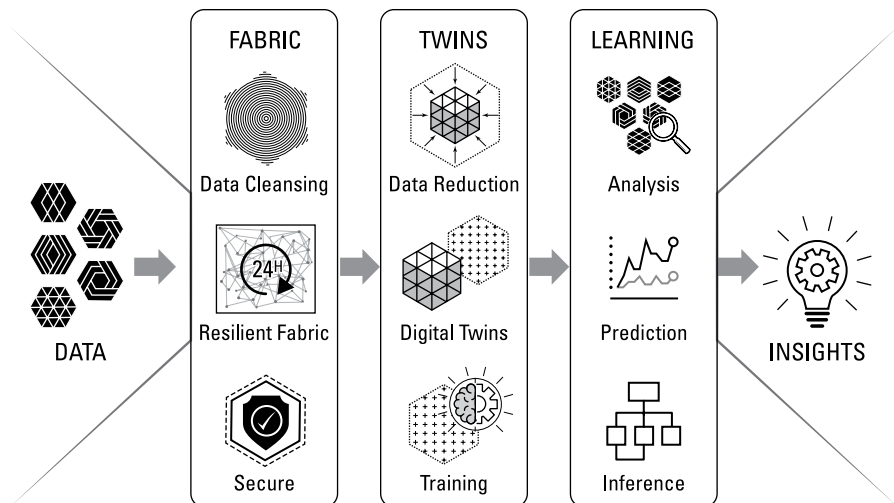 FABRIC
TWINS
LEARNING
Data Cleansing
Data Reduction
Analysis
24H
DATA
Resilient Fabric
Digital Twins
Prediction
INSIGHTS
Secure
Training
Inference